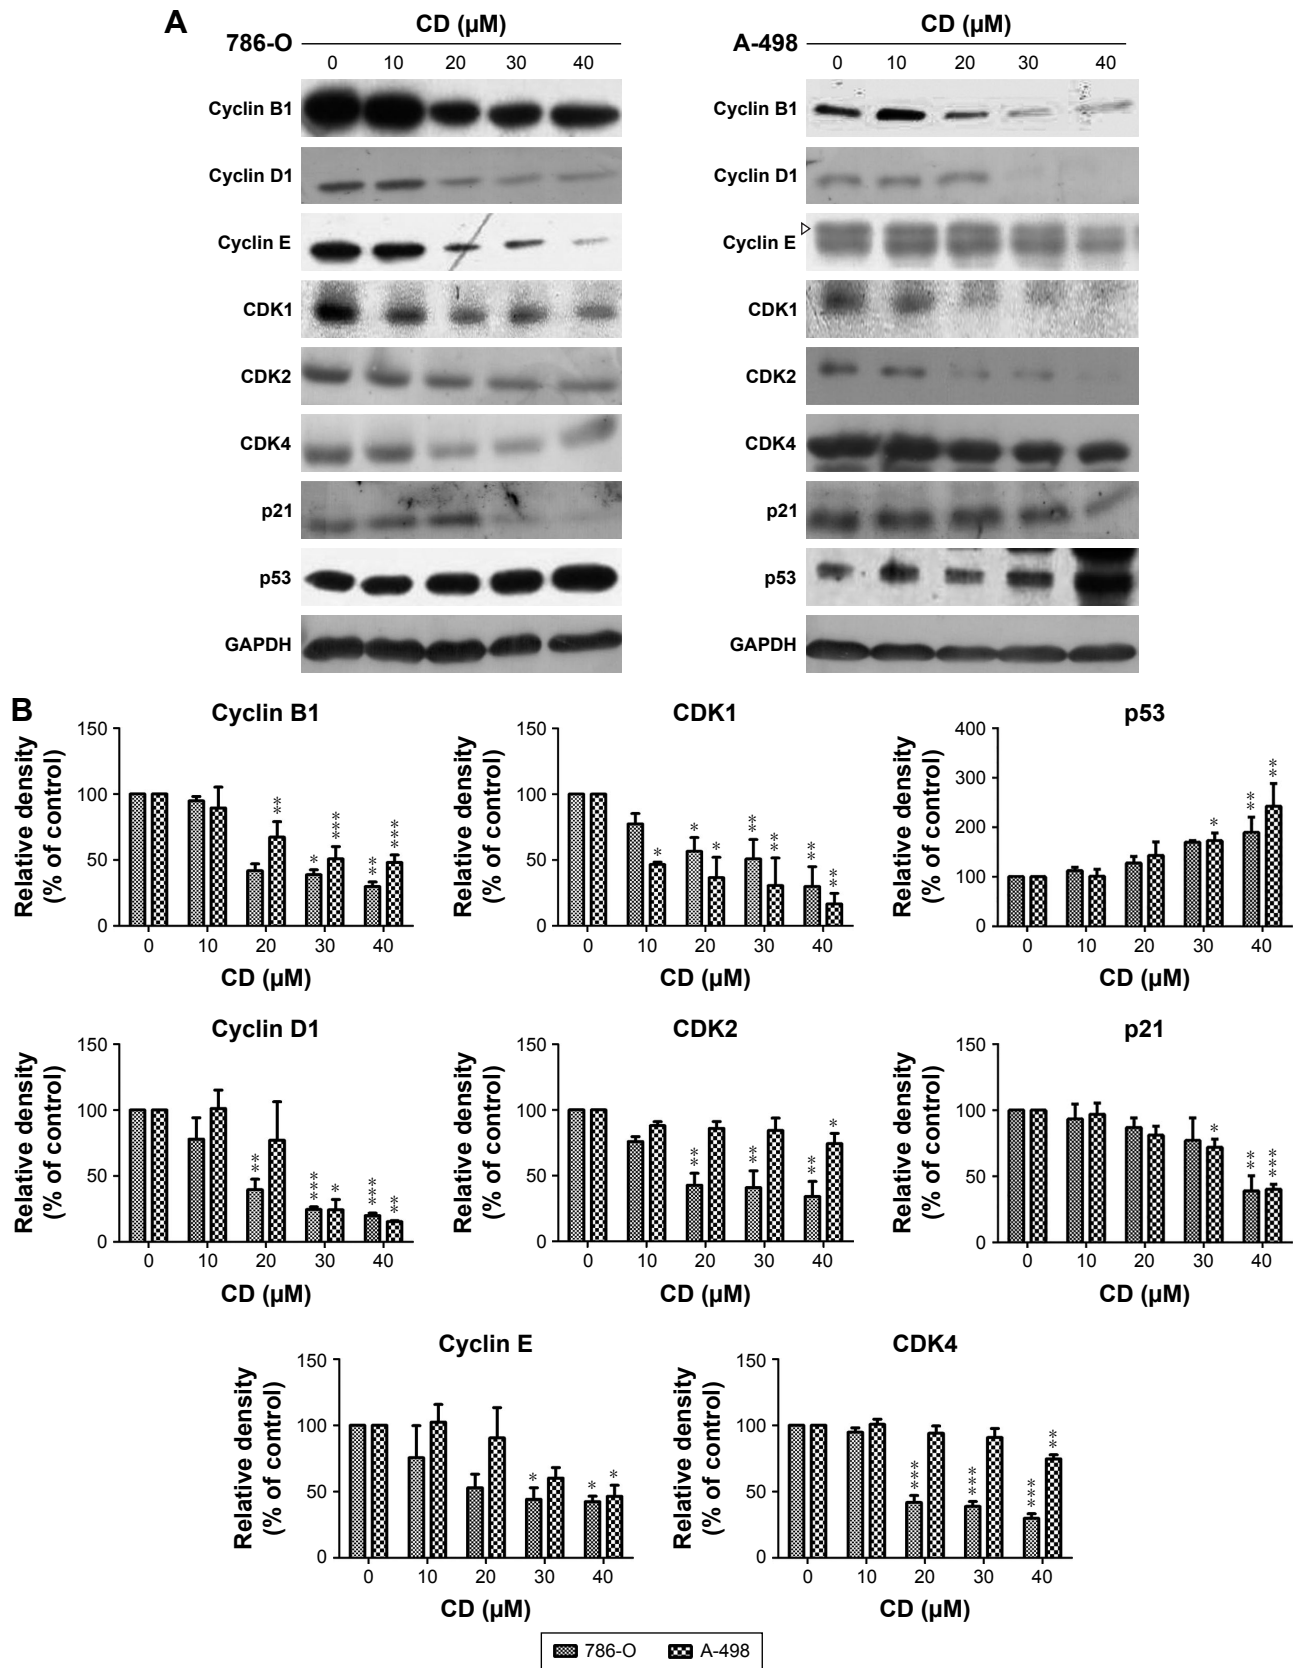 A
786-O
CD (µM)
0 10 20 30 40
Cyclin B1
Cyclin D1
Cyclin E
CDK1
CDK2
CDK4
p21
p53
GAPDH
A-498
CD (µM)
0 10 20 30 40
Cyclin B1
Cyclin D1
Cyclin E
CDK1
CDK2
CDK4
p21
p53
GAPDH
B
Cyclin B1
Relative density
(% of control)
150
100
50
0
** *** ***
* **
0 10 20 30 40
CD (µM)
CDK1
Relative density
(% of control)
150
100
50
0
* * * ** ** ** **
0 10 20 30 40
CD (µM)
p53
Relative density
(% of control)
400
300
200
100
0
* ** **
0 10 20 30 40
CD (µM)
Cyclin D1
Relative density
(% of control)
150
100
50
0
** *** * *** **
0 10 20 30 40
CD (µM)
CDK2
Relative density
(% of control)
150
100
50
0
** ** ** *
0 10 20 30 40
CD (µM)
p21
Relative density
(% of control)
150
100
50
0
* ** ***
0 10 20 30 40
CD (µM)
Cyclin E
Relative density
(% of control)
150
100
50
0
* * *
0 10 20 30 40
CD (µM)
CDK4
Relative density
(% of control)
150
100
50
0
*** *** *** **
0 10 20 30 40
CD (µM)
786-O A-498